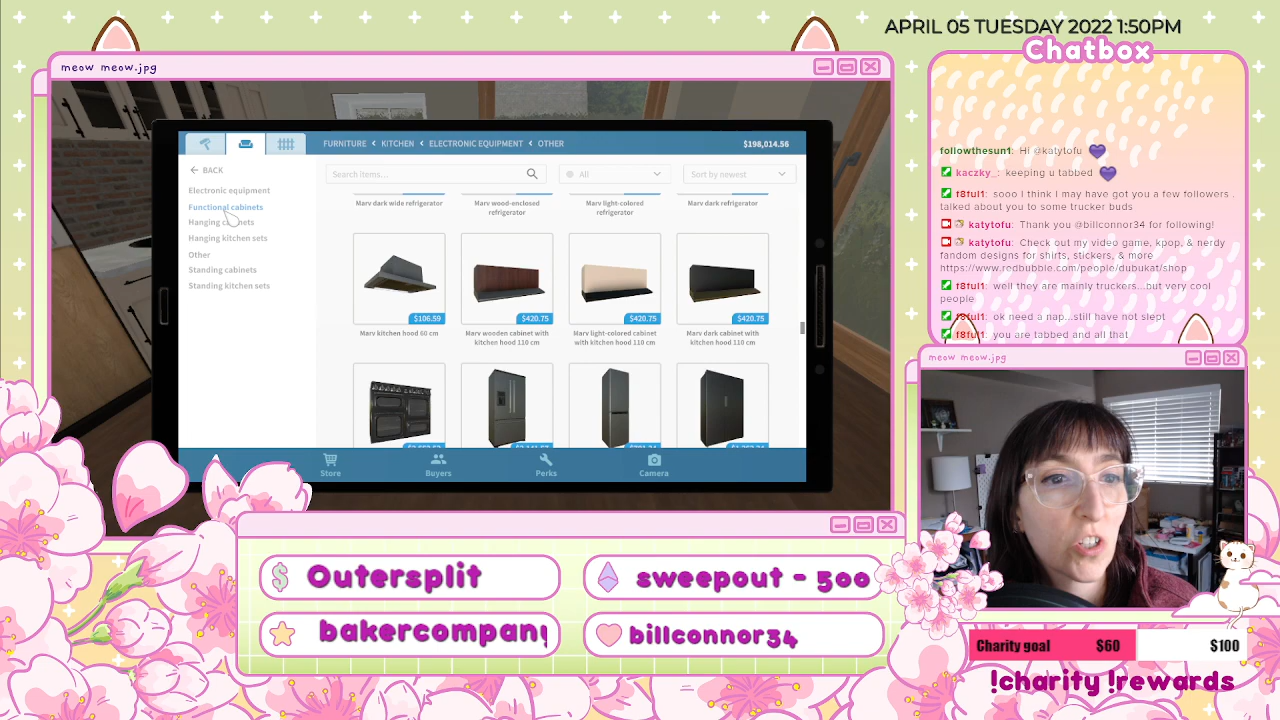 APRIL 05 TUESDAY 2022 1:50PM
meow meow.jpg
Chatbox
FURNITURE < KITCHEN < ELECTRONIC EQUIPMENT < OTHER
$198,014.56
BACK
Electronic equipment
Functional cabinets
Hanging cabinets
Hanging kitchen sets
Other
Standing cabinets
Standing kitchen sets
Search items...
All
Sort by newest
Marv dark wide refrigerator
Marv wood-enclosed
refrigerator
Marv light-colored
refrigerator
Marv dark refrigerator
$106.59
$420.75
$420.75
$420.75
Marv kitchen hood 60 cm
Marv wooden cabinet with
kitchen hood 110 cm
Marv light-colored cabinet
with kitchen hood 110 cm
Marv dark cabinet with
kitchen hood 110 cm
Store
Buyers
Perks
Camera
followthesun1: Hi @katytofu
kaczky_: keeping u tabbed
r8ful1: sooo I think I may have got you a few followers .
talked about you to some trucker buds
katytofu: Thank you @billconnor34 for following!
katytofu: Check out my video game, kpop, & nerdy
fandom designs for shirts, stickers, & more
https://www.redbubble.com/people/dubukat/shop
r8ful1: well they are mainly truckers...but very cool
people
r8ful1: ok need a nap...still have not slept
r8ful1: you are tabbed and all that
meow meow.jpg
Outersplit
sweepout - 500
bakercompany
billconnor34
Charity goal $60 $100
!charity !rewards